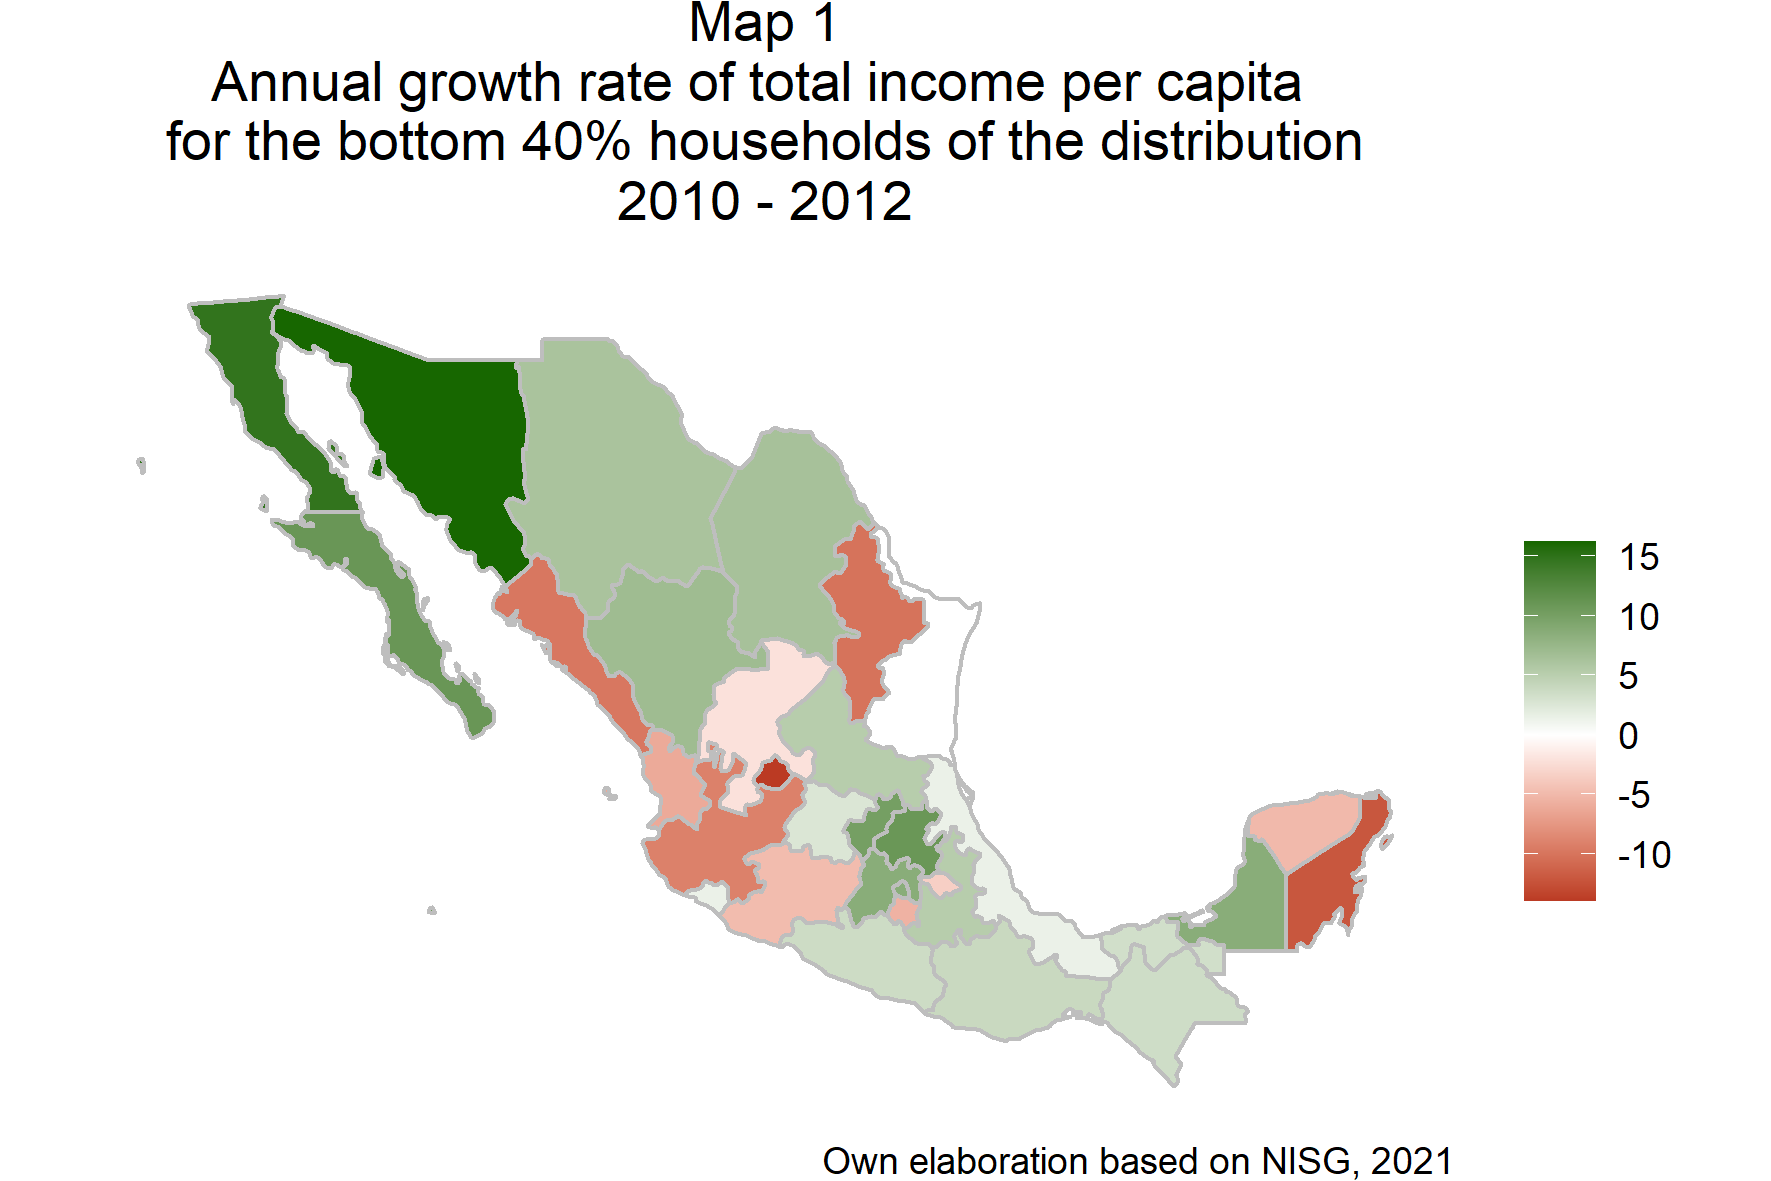 Map 1
Annual growth rate of total income per capita
for the bottom 40% households of the distribution
2010 - 2012
15
10
5
0
-5
-10
Own elaboration based on NISG, 2021